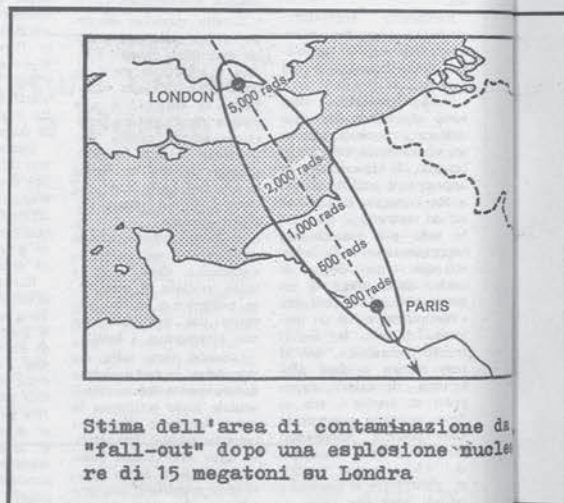 LONDON
5,000 rads
2,000 rads
1,000 rads
500 rads
300 rads
PARIS
Stima dell'area di contaminazione da
"fall-out" dopo una esplosione nucle
re di 15 megatoni su Londra